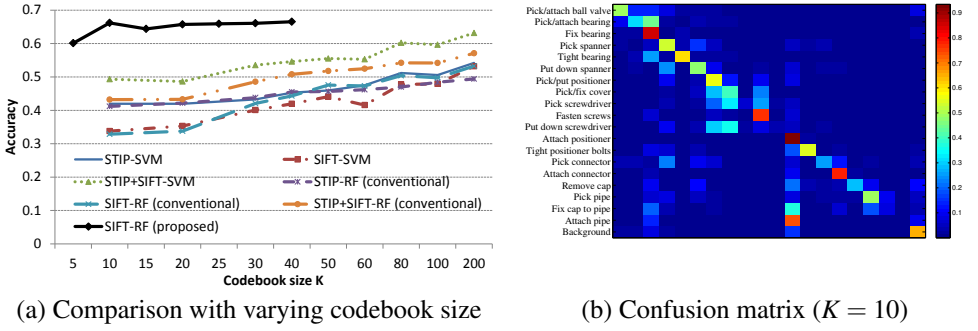 0.7
0.6
0.5
0.4
0.3
0.2
0.1
0
Accuracy
STIP-SVM
SIFT-SVM
STIP+SIFT-SVM
STIP-RF (conventional)
SIFT-RF (conventional)
STIP+SIFT-RF (conventional)
SIFT-RF (proposed)
5 10 15 20 25 30 40 50 60 80 100 200
Codebook size K
(a) Comparison with varying codebook size
Pick/attach ball valve
Pick/attach bearing
Fix bearing
Pick spanner
Tight bearing
Put down spanner
Pick/put positioner
Pick/fix cover
Pick screwdriver
Fasten screws
Put down screwdriver
Attach positioner
Tight positioner bolts
Pick connector
Attach connector
Remove cap
Pick pipe
Fix cap to pipe
Attach pipe
Background
0.9
0.8
0.7
0.6
0.5
0.4
0.3
0.2
0.1
(b) Confusion matrix (K = 10)